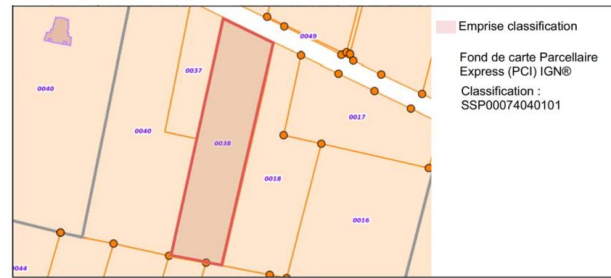 0049
0037
0040
0040
0038
0017
0018
0016
0044
Emprise classification
Fond de carte Parcellaire
Express (PCI) IGN®
Classification :
SSP00074040101